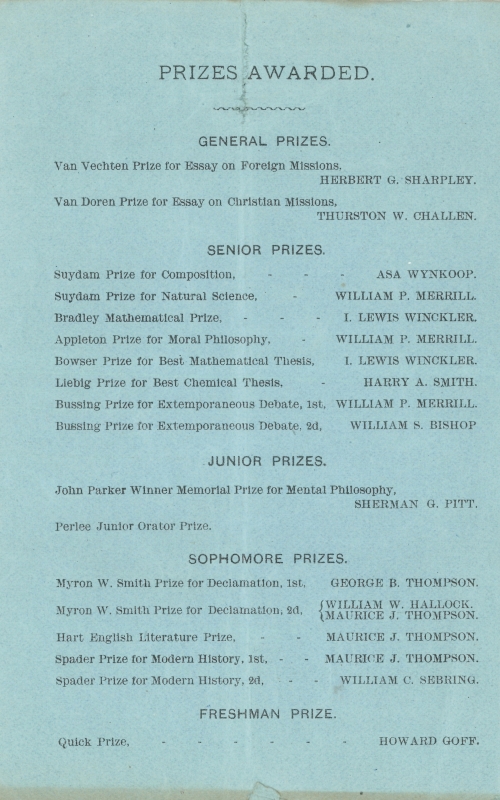 PRIZES AWARDED.
GENERAL PRIZES.
Van Vechten Prize for Essay on Foreign Missions.
HERBERT G. SHARPLEY.
Van Doren Prize for Essay on Christian Missions,
THURSTON W. CHALLEN.
SENIOR PRIZES.
Suydam Prize for Composition, - - - ASA WYNKOOP.
Suydam Prize for Natural Science, - WILLIAM P. MERRILL.
Bradley Mathematical Prize, - - - I. LEWIS WINCKLER.
Appleton Prize for Moral Philosophy, - WILLIAM P. MERRILL.
Bowser Prize for Best Mathematical Thesis, I. LEWIS WINCKLER.
Liebig Prize for Best Chemical Thesis, - HARRY A. SMITH.
Bussing Prize for Extemporaneous Debate, 1st, WILLIAM P. MERRILL.
Bussing Prize for Extemporaneous Debate, 2d, WILLIAM S. BISHOP
JUNIOR PRIZES.
John Parker Winner Memorial Prize for Mental Philosophy,
SHERMAN G. PITT.
Perlee Junior Orator Prize.
SOPHOMORE PRIZES.
Myron W. Smith Prize for Declamation, 1st, GEORGE B. THOMPSON.
Myron W. Smith Prize for Declamation, 2d, {WILLIAM W. HALLOCK.
{MAURICE J. THOMPSON.
Hart English Literature Prize, - - MAURICE J. THOMPSON.
Spader Prize for Modern History, 1st, - - MAURICE J. THOMPSON.
Spader Prize for Modern History, 2d, - - WILLIAM C. SEBRING.
FRESHMAN PRIZE.
Quick Prize, - - - - - - HOWARD GOFF.